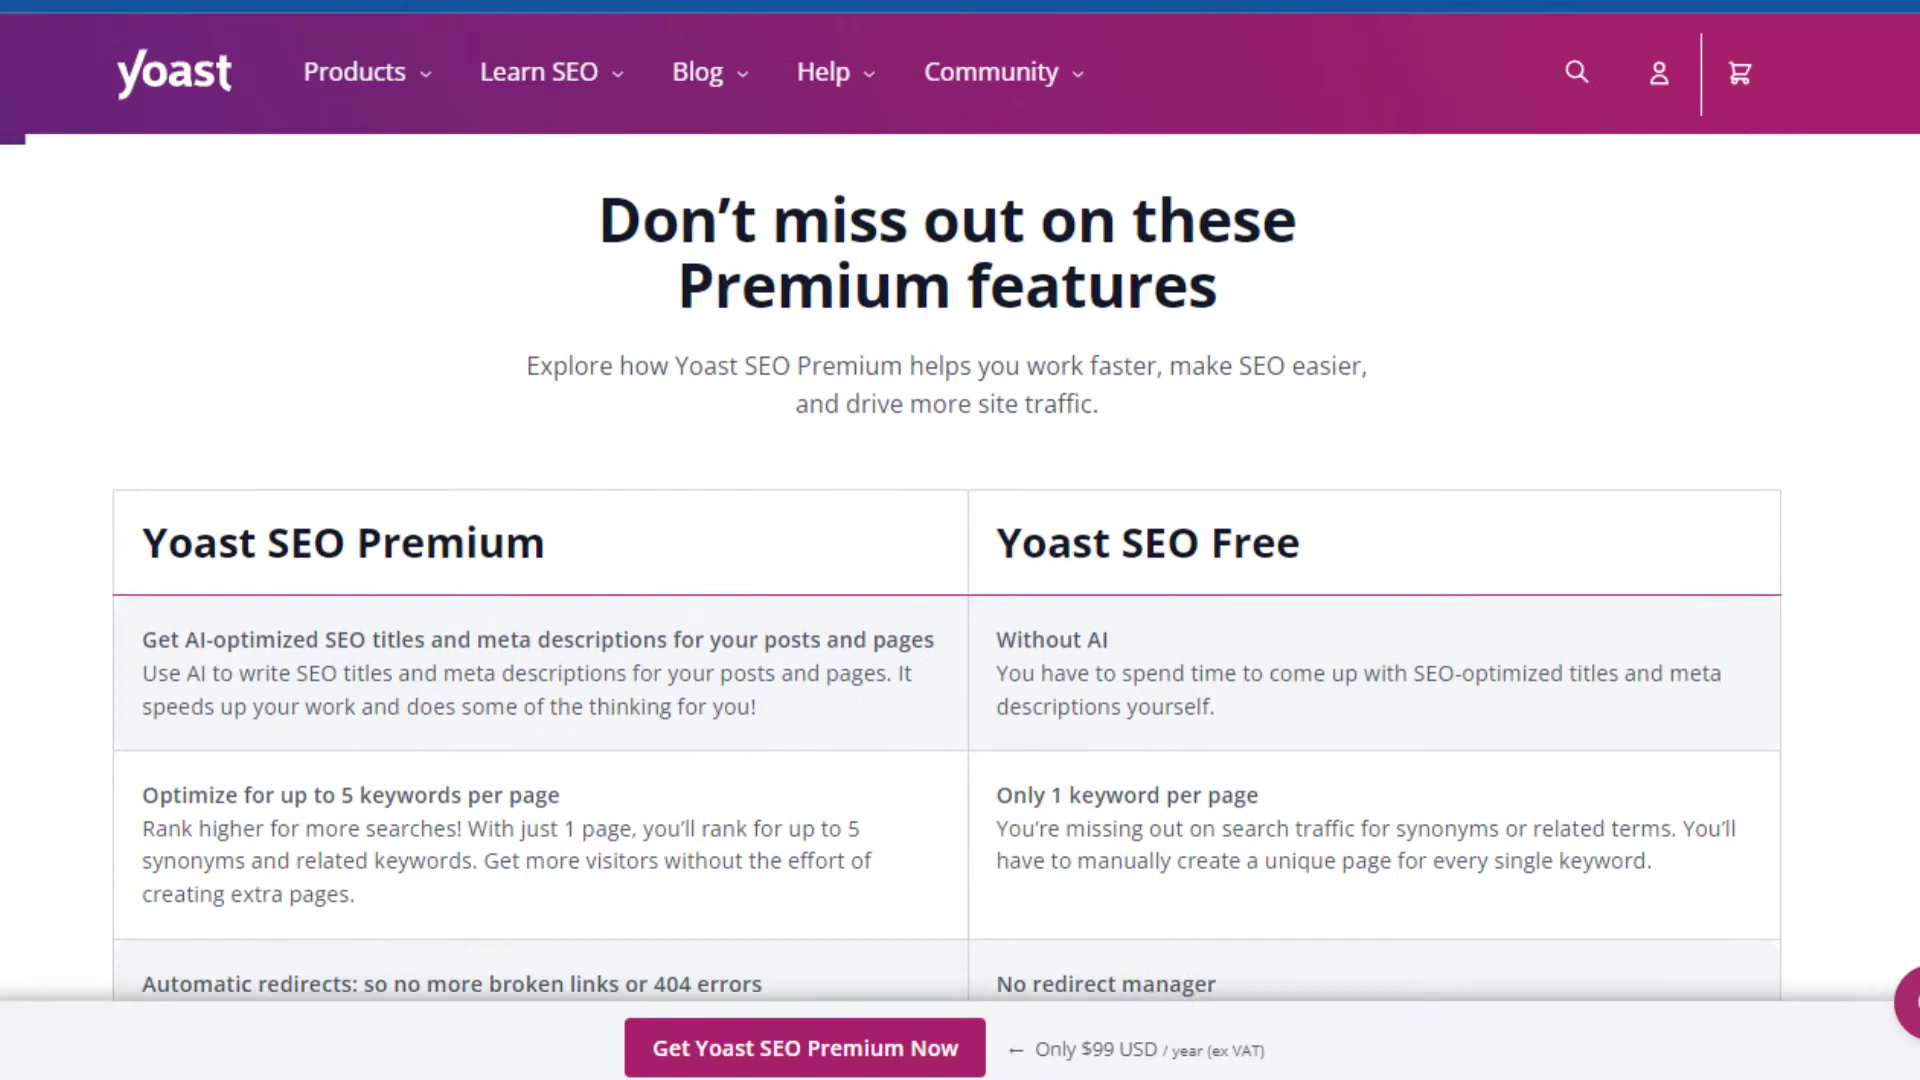 yoast Products Learn SEO Blog Help Community
Don’t miss out on these
Premium features
Explore how Yoast SEO Premium helps you work faster, make SEO easier,
and drive more site traffic.
Yoast SEO Premium
Yoast SEO Free
Get AI-optimized SEO titles and meta descriptions for your posts and pages
Use AI to write SEO titles and meta descriptions for your posts and pages. It
speeds up your work and does some of the thinking for you!
Without AI
You have to spend time to come up with SEO-optimized titles and meta
descriptions yourself.
Optimize for up to 5 keywords per page
Rank higher for more searches! With just 1 page, you’ll rank for up to 5
synonyms and related keywords. Get more visitors without the effort of
creating extra pages.
Only 1 keyword per page
You’re missing out on search traffic for synonyms or related terms. You’ll
have to manually create a unique page for every single keyword.
Automatic redirects: so no more broken links or 404 errors
No redirect manager
Get Yoast SEO Premium Now ← Only $99 USD / year (ex VAT)